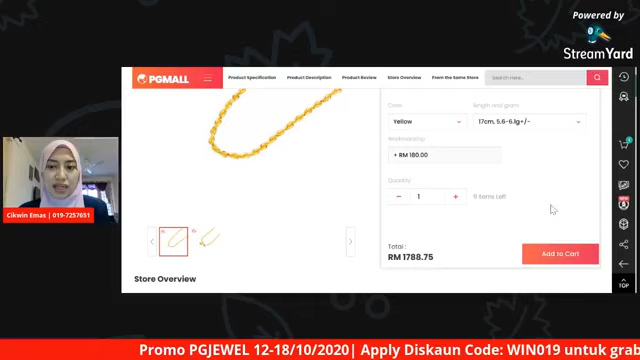 Powered by
StreamYard
PGMALL
Product Specification
Product Description
Product Review
Store Overview
From the Same Store
Search Here...
Color
length and gram
Yellow
17cm, 5.6-6.1g+/-
Workmanship
+ RM 180.00
Quantity
- 1 +
9 Items Left
Total :
RM 1788.75
Add to Cart
Store Overview
TOP
Cikwin Emas | 019-7257651
Promo PGJEWEL 12-18/10/2020| Apply Diskaun Code: WIN019 untuk grab